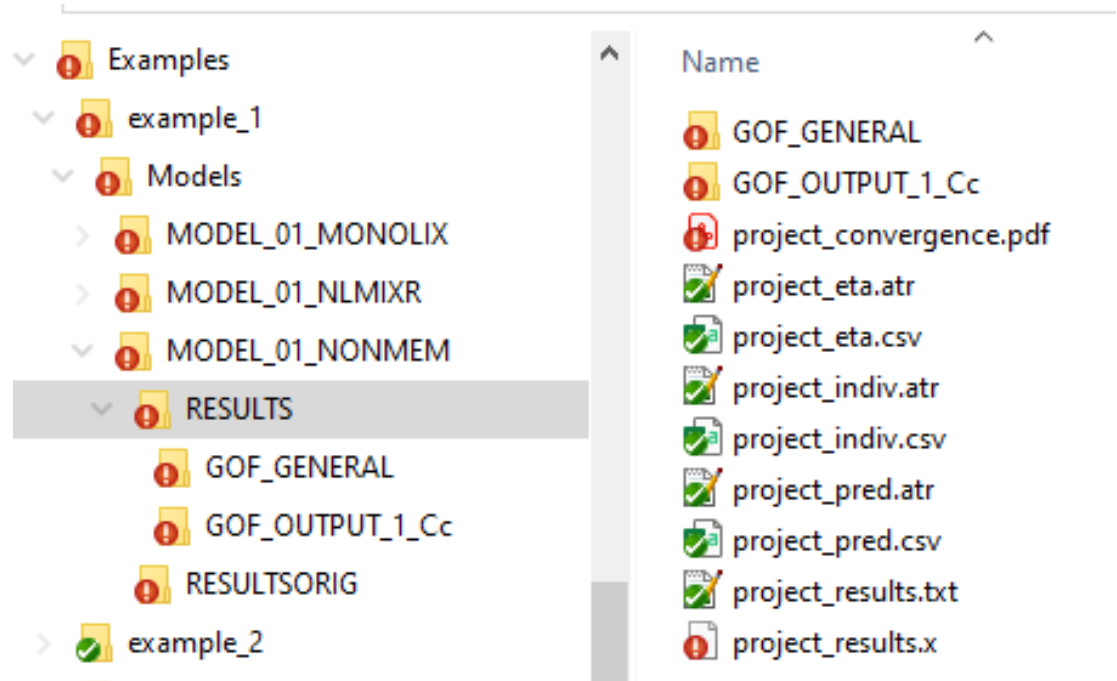 Examples
example_1
Models
MODEL_01_MONOLIX
MODEL_01_NLMIXR
MODEL_01_NONMEM
RESULTS
GOF_GENERAL
GOF_OUTPUT_1_Cc
RESULTSORIG
example_2
Name
GOF_GENERAL
GOF_OUTPUT_1_Cc
project_convergence.pdf
project_eta.atr
project_eta.csv
project_indiv.atr
project_indiv.csv
project_pred.atr
project_pred.csv
project_results.txt
project_results.x